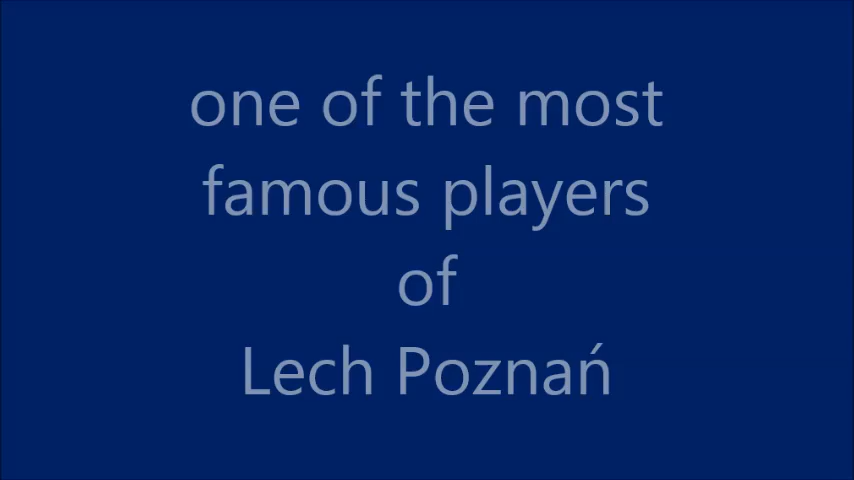 one of the most
famous players
of
Lech Poznań